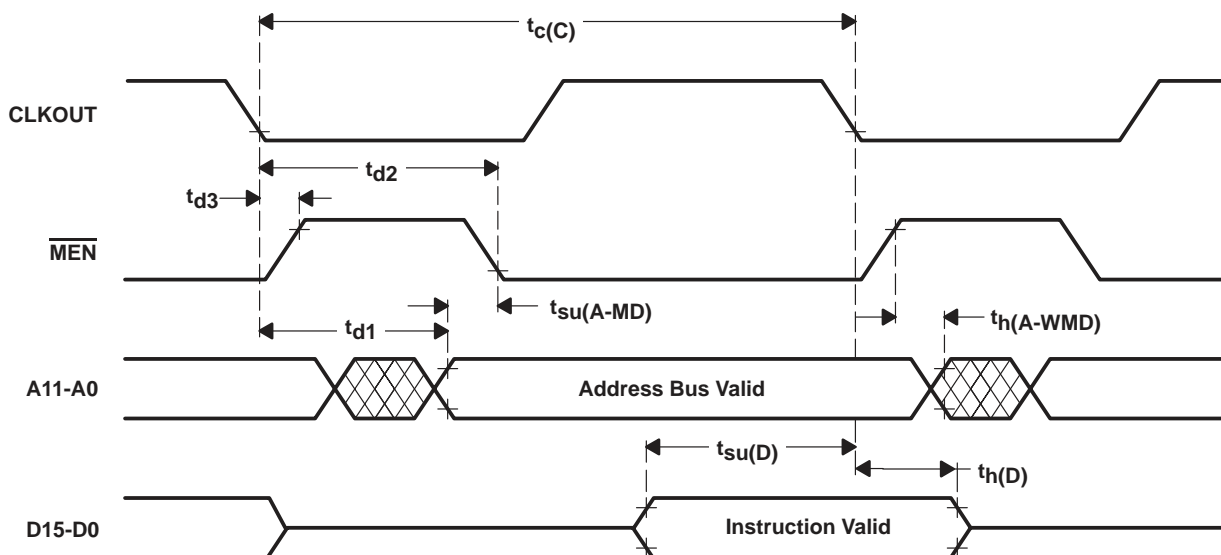 tc(C)
CLKOUT
td2
td3
MEN
tsu(A-MD)
td1
th(A-WMD)
A11-A0
Address Bus Valid
tsu(D)
th(D)
D15-D0
Instruction Valid